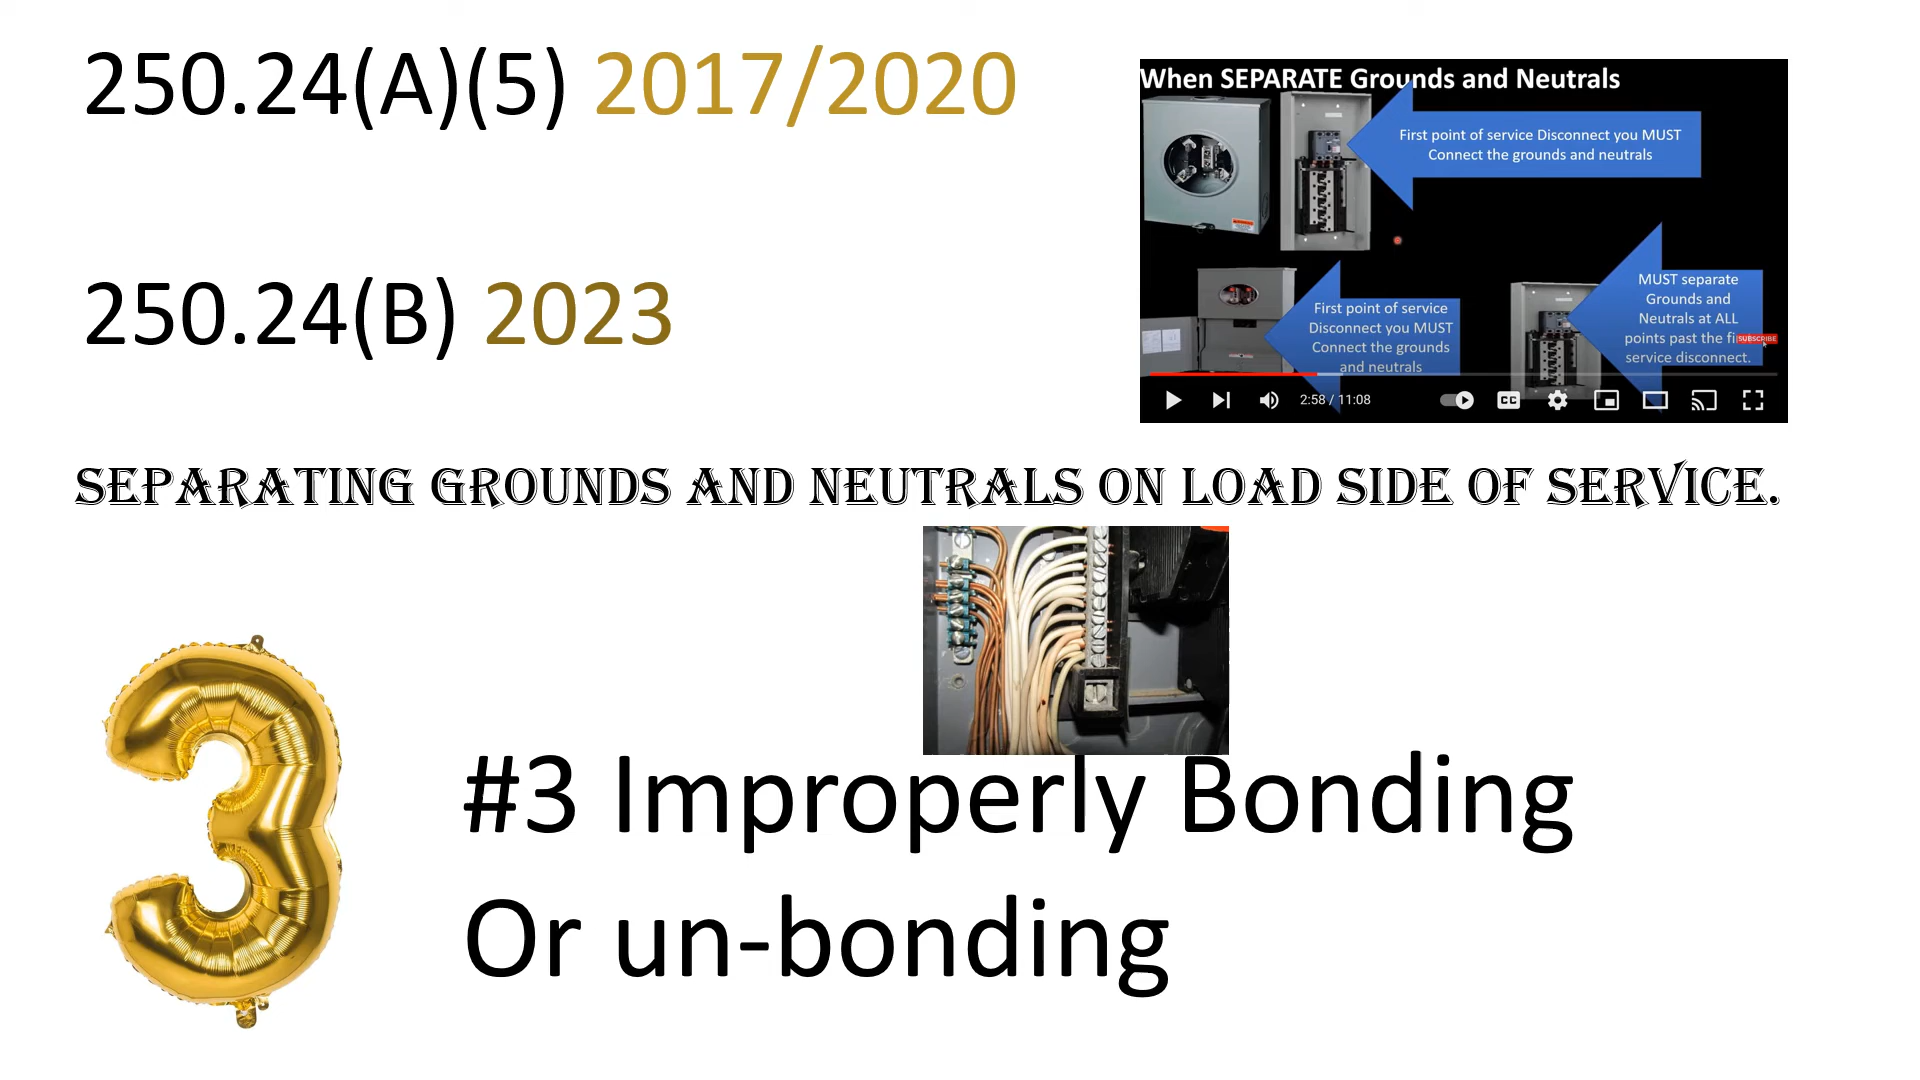 250.24(A)(5) 2017/2020
When SEPARATE Grounds and Neutrals
First point of service Disconnect you MUST
Connect the grounds and neutrals
250.24(B) 2023
First point of service
Disconnect you MUST
Connect the grounds
and neutrals
MUST separate
Grounds and
Neutrals at ALL
points past the
service disconnect.
SUBSCRIBE
2:58 / 11:08
CC
SEPARATING GROUNDS AND NEUTRALS ON LOAD SIDE OF SERVICE.
#3 Improperly Bonding
Or un-bonding
3